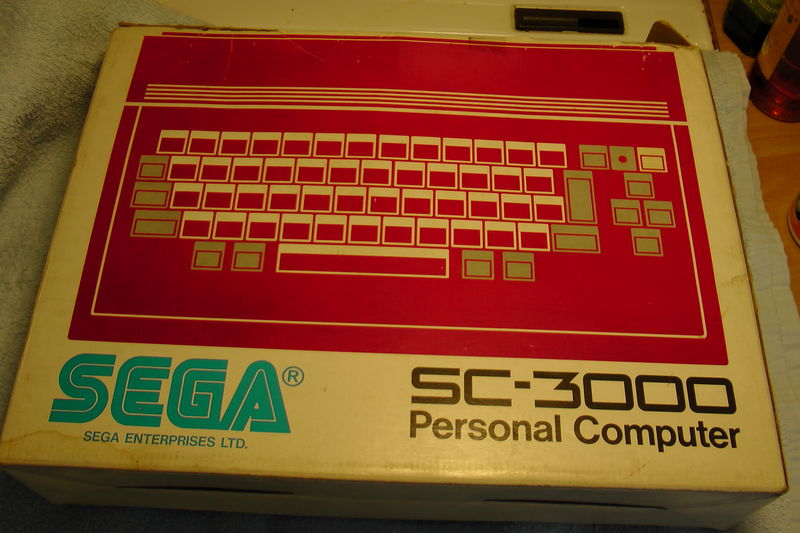 SEGA®
SEGA ENTERPRISES LTD.
SC-3000
Personal Computer